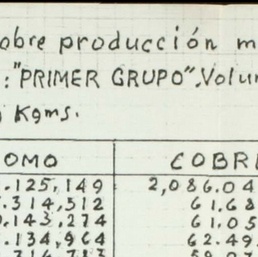 obre producción m
:"PRIMER GRUPO".Volu
Kgms.
OMO COBR
.125,149 2,086.04
.314,512 61.68
.143,274 61.05
.134,964 62.49